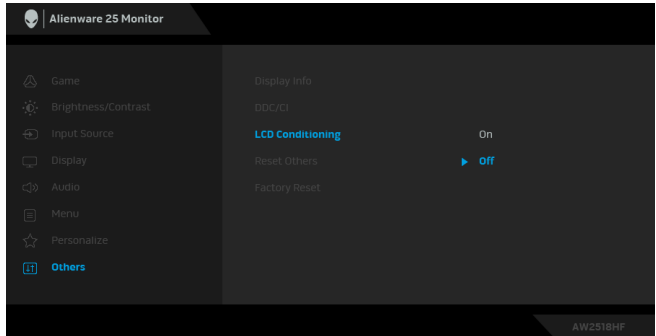 Alienware 25 Monitor
Game
Display Info
Brightness/Contrast
DDC/CI
Input Source
LCD Conditioning
On
Display
Reset Others
Off
Audio
Factory Reset
Menu
Personalize
Others
AW2518HF